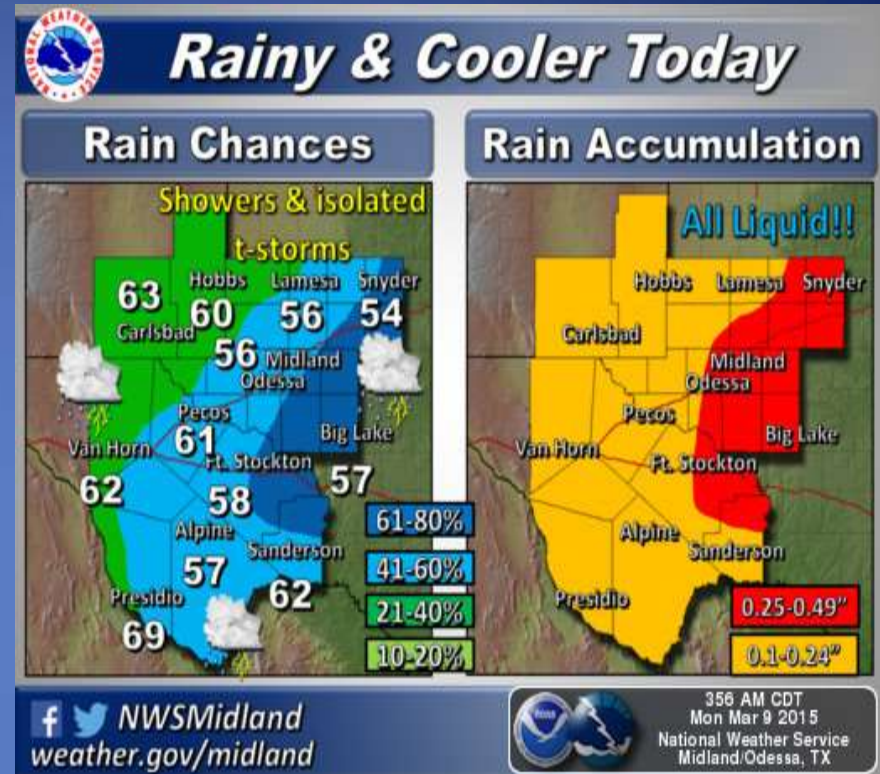 NATIONAL WEATHER SERVICE
Rainy & Cooler Today
Rain Chances
Showers & isolated
t-storms
Hobbs Lamesa Snyder
63 60 56 54
Carlsbad
56 Midland
Odessa
Pecos
61
Van Horn
Ft. Stockton
Big Lake
62
58
57
Alpine
57
Sanderson
62
Presidio
69
61-80%
41-60%
21-40%
10-20%
Rain Accumulation
All Liquid!!
Hobbs Lamesa Snyder
Carlsbad
Midland
Odessa
Pecos
Big Lake
Van Horn
Ft. Stockton
Alpine
Sanderson
Presidio
0.25-0.49"
0.1-0.24"
f NWSMidland
weather.gov/midland
NOAA
356 AM CDT
Mon Mar 9 2015
National Weather Service
Midland/Odessa, TX